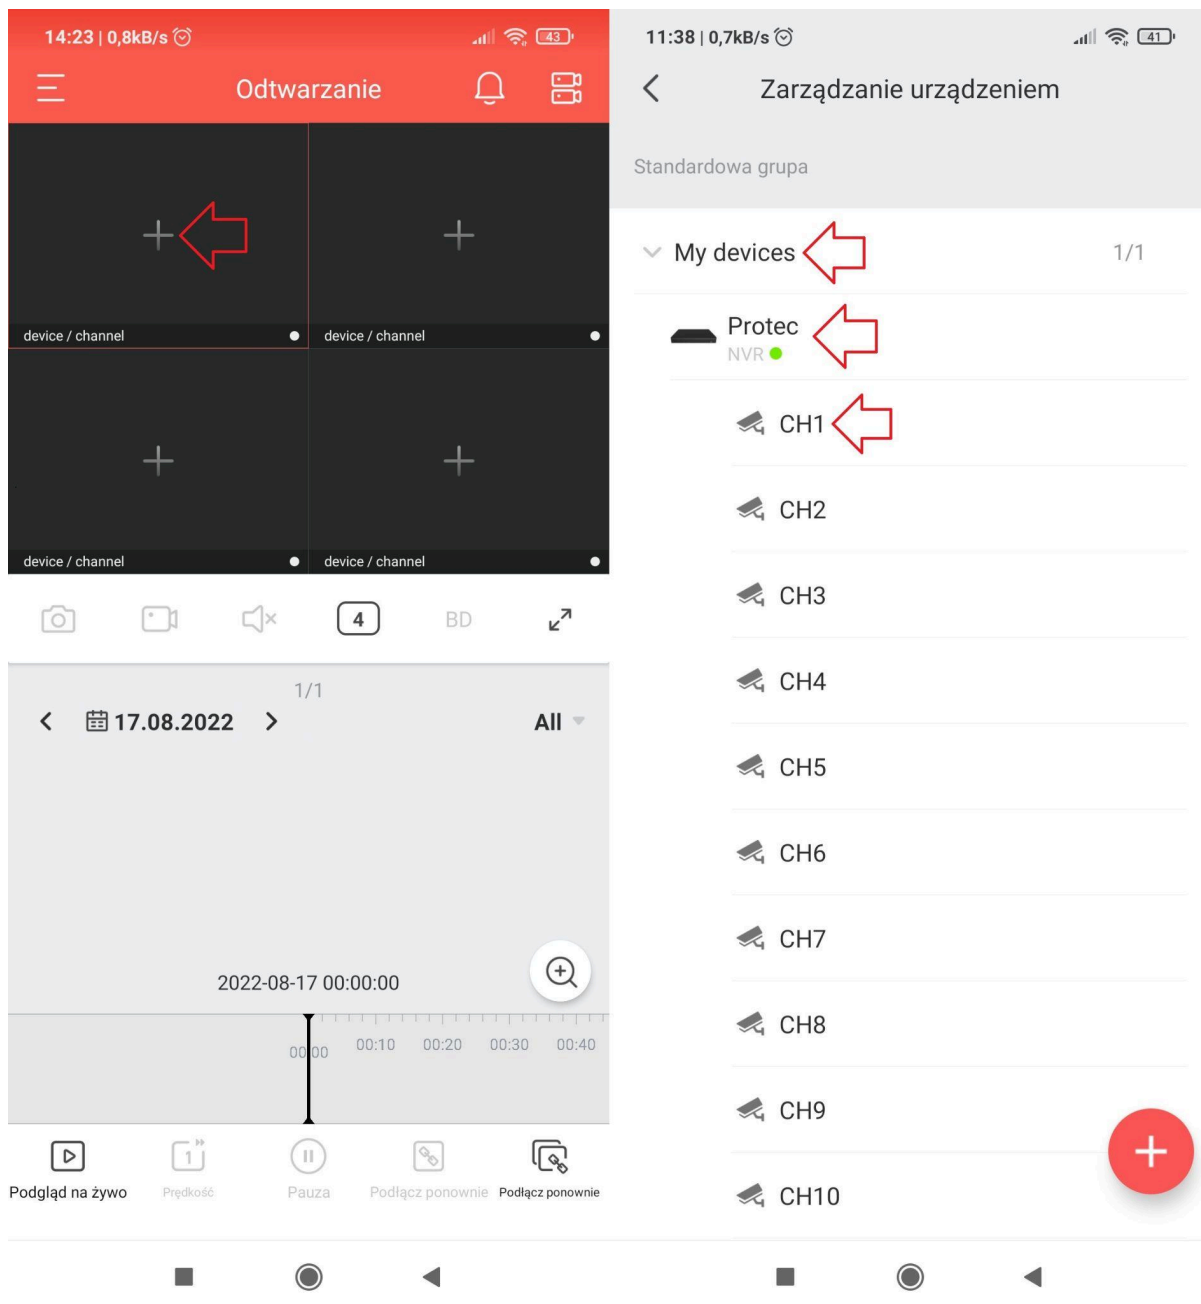 14:23 | 0,8kB/s
43
Odtwarzanie
device / channel
device / channel
device / channel
device / channel
4
BD
1/1
17.08.2022
All
2022-08-17 00:00:00
00:00
00:10
00:20
00:30
00:40
1
Podgląd na żywo
Prędkość
Pauza
Podłącz ponownie
Podłącz ponownie
11:38 | 0,7kB/s
41
Zarządzanie urządzeniem
Standardowa grupa
My devices
1/1
Protec
NVR
CH1
CH2
CH3
CH4
CH5
CH6
CH7
CH8
CH9
CH10